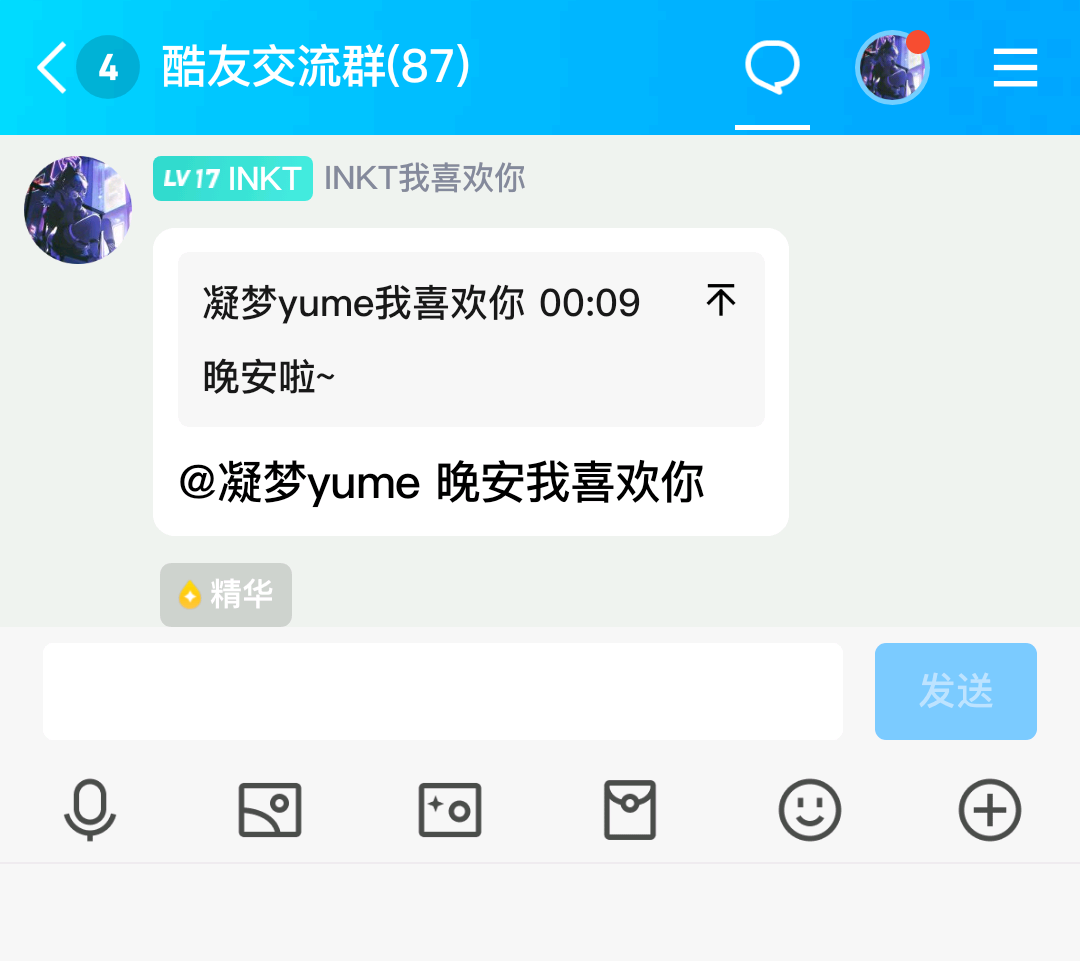 4 酷友交流群(87)
LV 17 INKT INKT我喜欢你
凝梦yume我喜欢你 00:09
晚安啦~
@凝梦yume 晚安我喜欢你
精华
发送